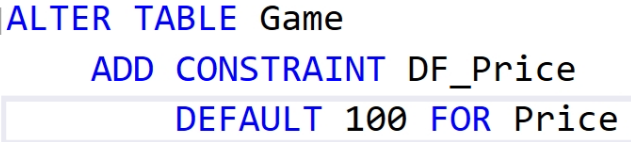 ALTER TABLE Game
ADD CONSTRAINT DF_Price
DEFAULT 100 FOR Price